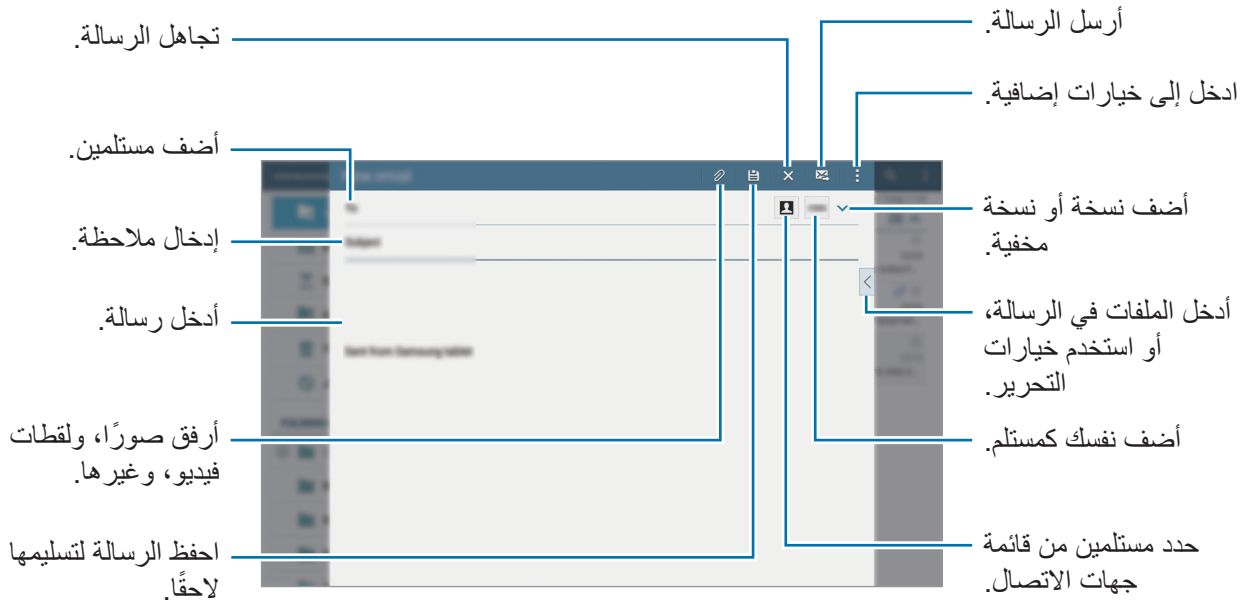 أرسل الرسالة.
تجاهل الرسالة.
ادخل إلى خيارات إضافية.
أضف مستلمين.
أضف نسخة أو نسخة
مخفية.
إدخال ملاحظة.
أدخل الملفات في الرسالة،
أو استخدم خيارات
التحرير.
أدخل رسالة.
Subject
Sent from Samsung tablet
أضف نفسك كمستلم.
أرفق صورًا، ولقطات
فيديو، وغيرها.
حدد مستلمين من قائمة
جهات الاتصال.
احفظ الرسالة لتسليمها
لاحقًا.